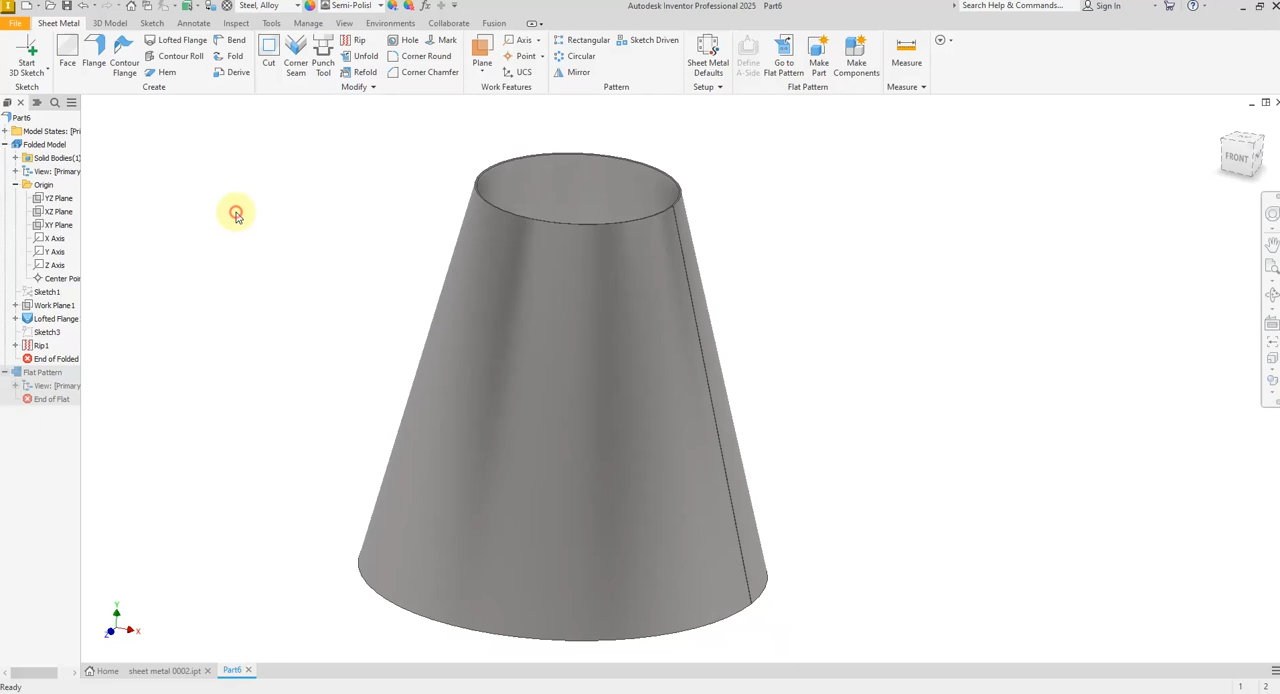 Steel, Alloy
Semi-Polisl
Autodesk Inventor Professional 2025 Part6
Search Help & Commands...
Sign In
File
Sheet Metal
3D Model
Sketch
Annotate
Inspect
Tools
Manage
View
Environments
Collaborate
Fusion
Start
3D Sketch
Face
Flange
Contour
Flange
Lofted Flange
Contour Roll
Hem
Bend
Fold
Derive
Cut
Corner
Seam
Punch
Tool
Rip
Unfold
Refold
Hole
Mark
Corner Round
Corner Chamfer
Plane
Axis
Point
UCS
Rectangular
Sketch Driven
Circular
Mirror
Sheet Metal
Defaults
Define
A-Side
Go to
Flat Pattern
Make
Part
Make
Components
Measure
Sketch
Create
Modify
Work Features
Pattern
Setup
Flat Pattern
Measure
Part6
Model States: [Pri
Folded Model
Solid Bodies(1)
View: [Primary
Origin
YZ Plane
XZ Plane
XY Plane
X Axis
Y Axis
Z Axis
Center Poi
Sketch1
Work Plane1
Lofted Flange
Sketch3
Rip1
End of Folded
Flat Pattern
View: [Primary
End of Flat
FRONT
Y
X
Z
Home
sheet metal 0002.ipt
Part6
Ready
1
2